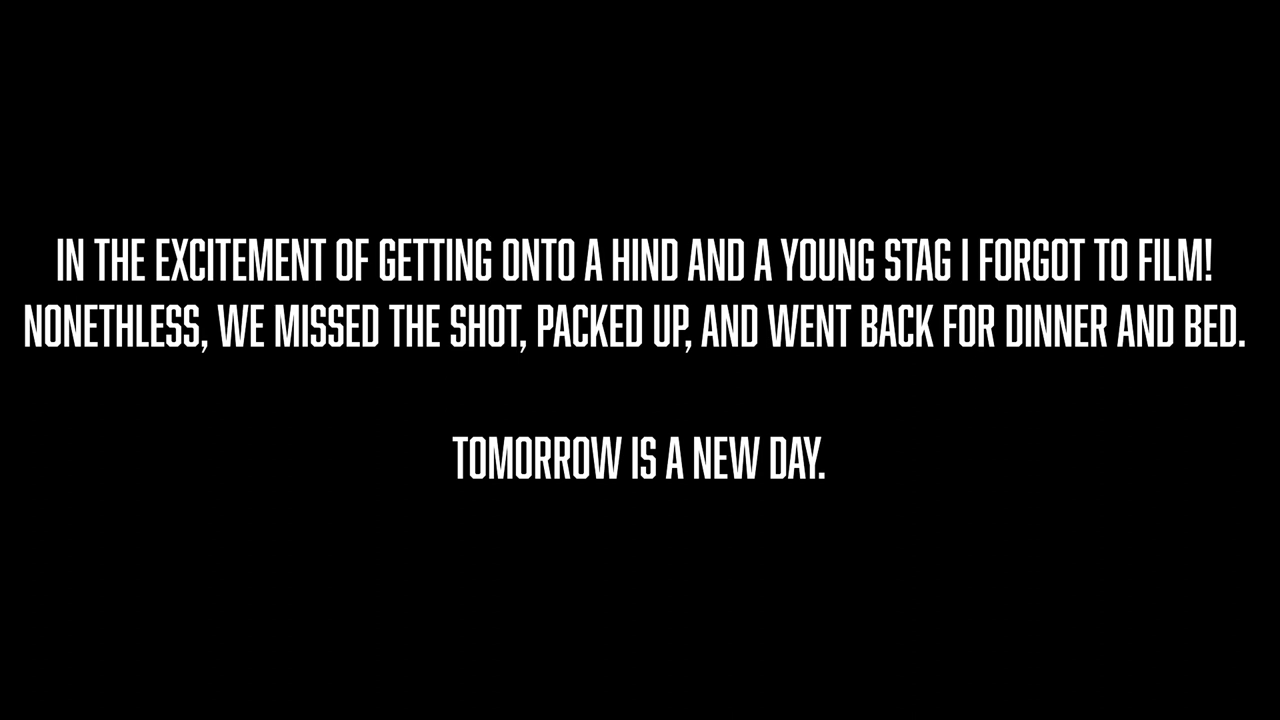 IN THE EXCITEMENT OF GETTING ONTO A HIND AND A YOUNG STAG I FORGOT TO FILM!
NONETHLESS, WE MISSED THE SHOT, PACKED UP, AND WENT BACK FOR DINNER AND BED.
TOMORROW IS A NEW DAY.